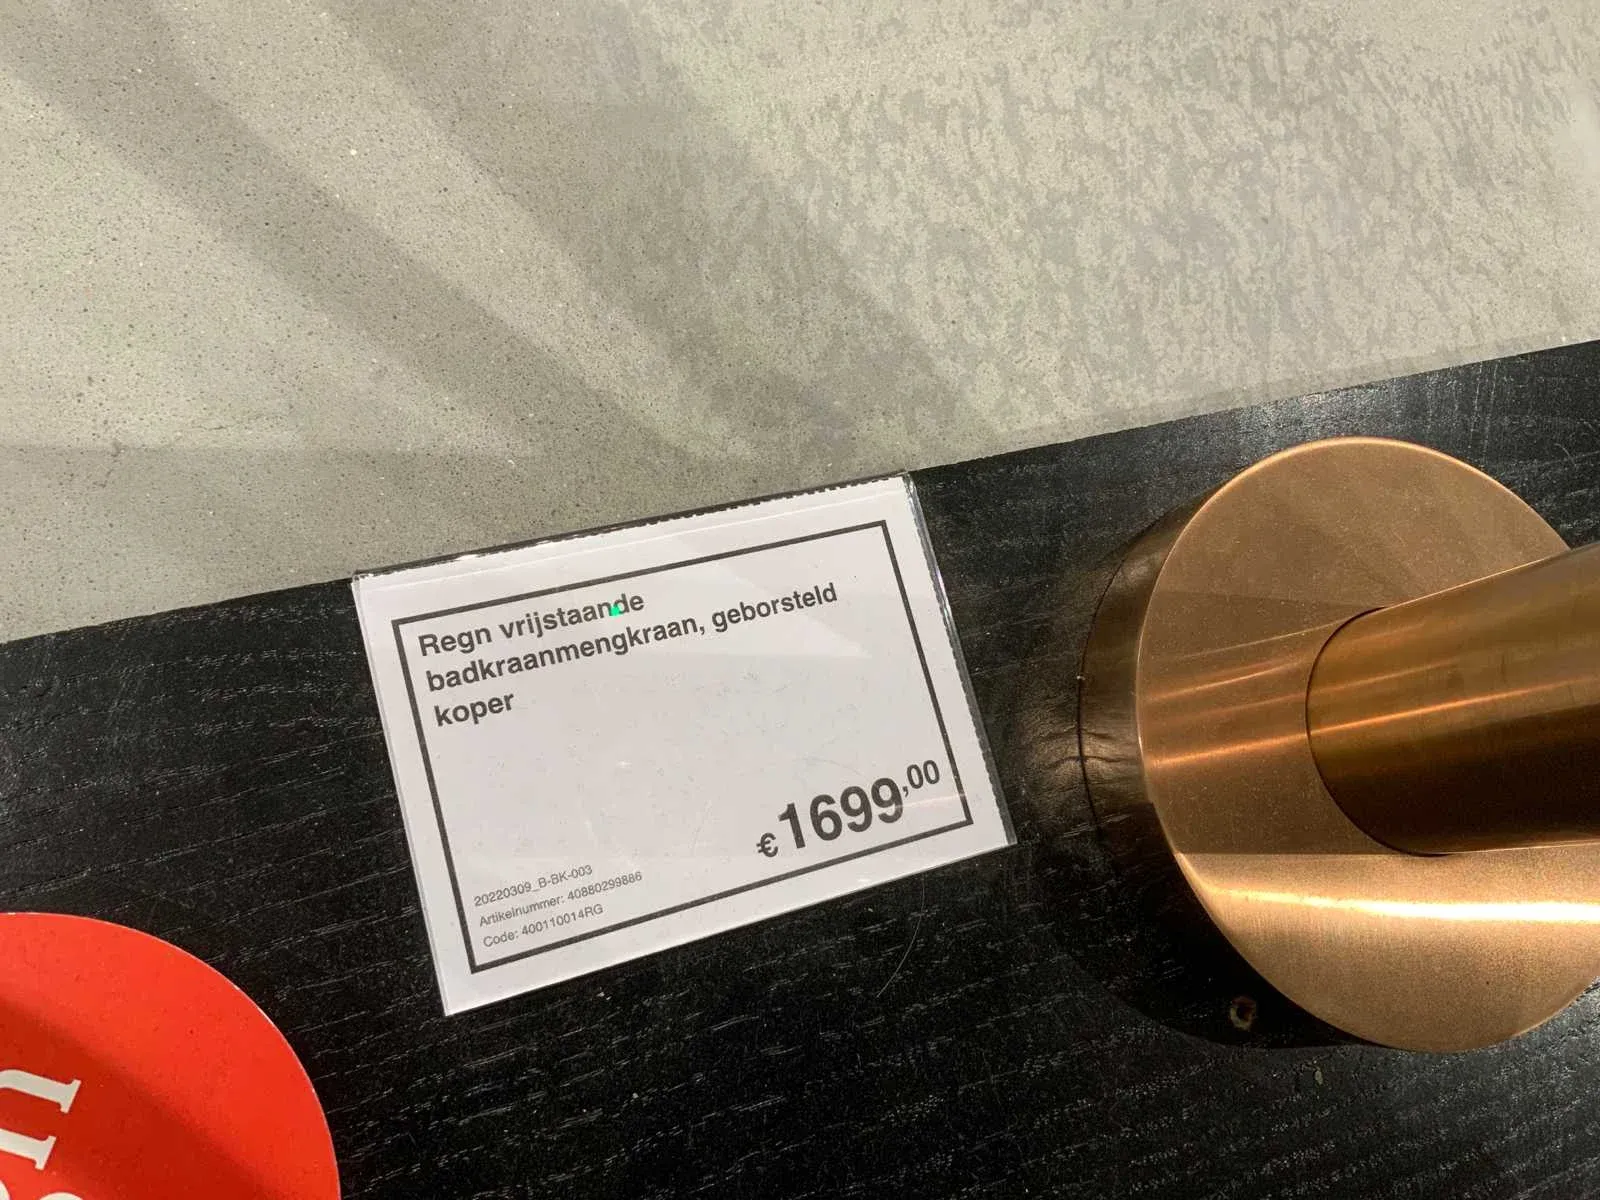 Regn vrijstaande
badkraanmengkraan, geborsteld
koper
€1699,00
20220309_B-BK-003
Artikelnummer: 40880299886
Code: 400110014RG